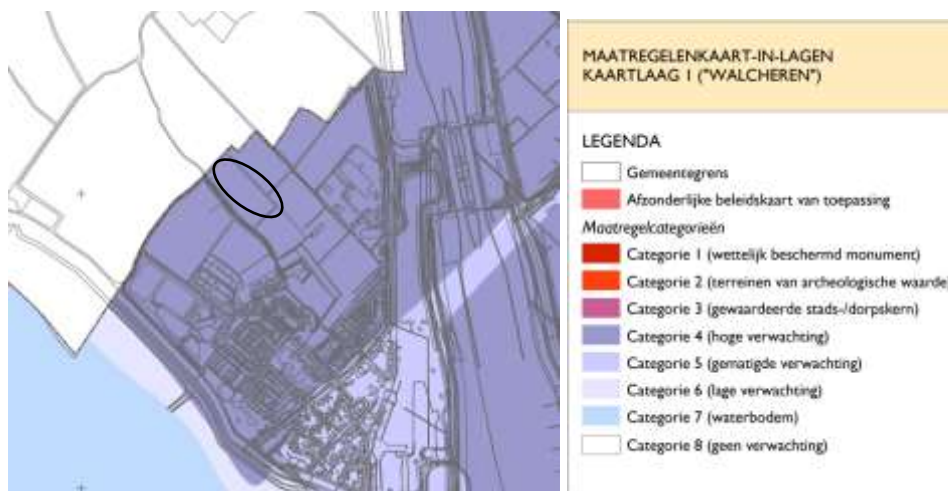 MAATREGELENKAART-IN-LAGEN
KAARTLAAG 1 ("WALCHEREN")
LEGENDA
Gemeentegrens
Afzonderlijke beleidskaart van toepassing
Maatregelcategorieën
Categorie 1 (wettelijk beschermd monument)
Categorie 2 (terreinen van archeologische waarde
Categorie 3 (gewaardeerde stads-/dorpskern)
Categorie 4 (hoge verwachting)
Categorie 5 (gematigde verwachting)
Categorie 6 (lage verwachting)
Categorie 7 (waterbodem)
Categorie 8 (geen verwachting)